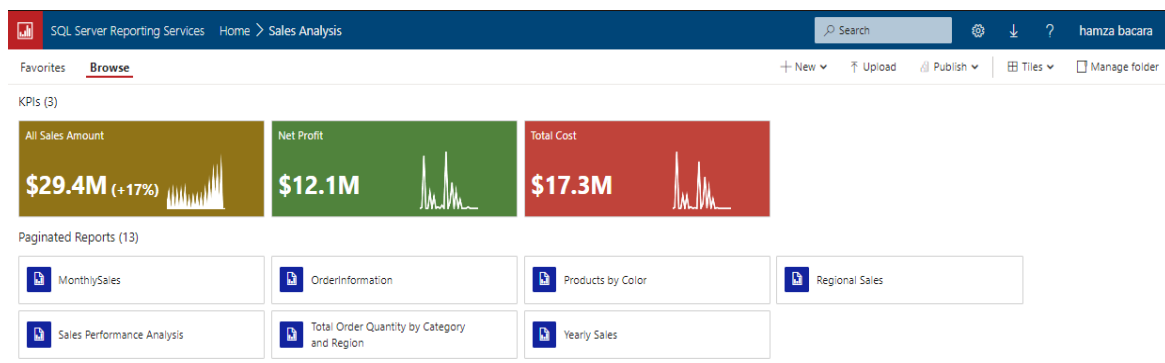 SQL Server Reporting Services Home > Sales Analysis Search ? hamza bacara
Favorites Browse + New Upload Publish Tiles Manage folder
KPIs (3)
All Sales Amount Net Profit Total Cost
$29.4M (+17%) $12.1M $17.3M
Paginated Reports (13)
MonthlySales OrderInformation Products by Color Regional Sales
Sales Performance Analysis Total Order Quantity by Category and Region Yearly Sales